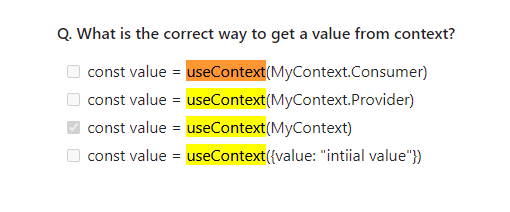 Q. What is the correct way to get a value from context?
const value = useContext(MyContext.Consumer)
const value = useContext(MyContext.Provider)
const value = useContext(MyContext)
const value = useContext({value: "intiial value"})